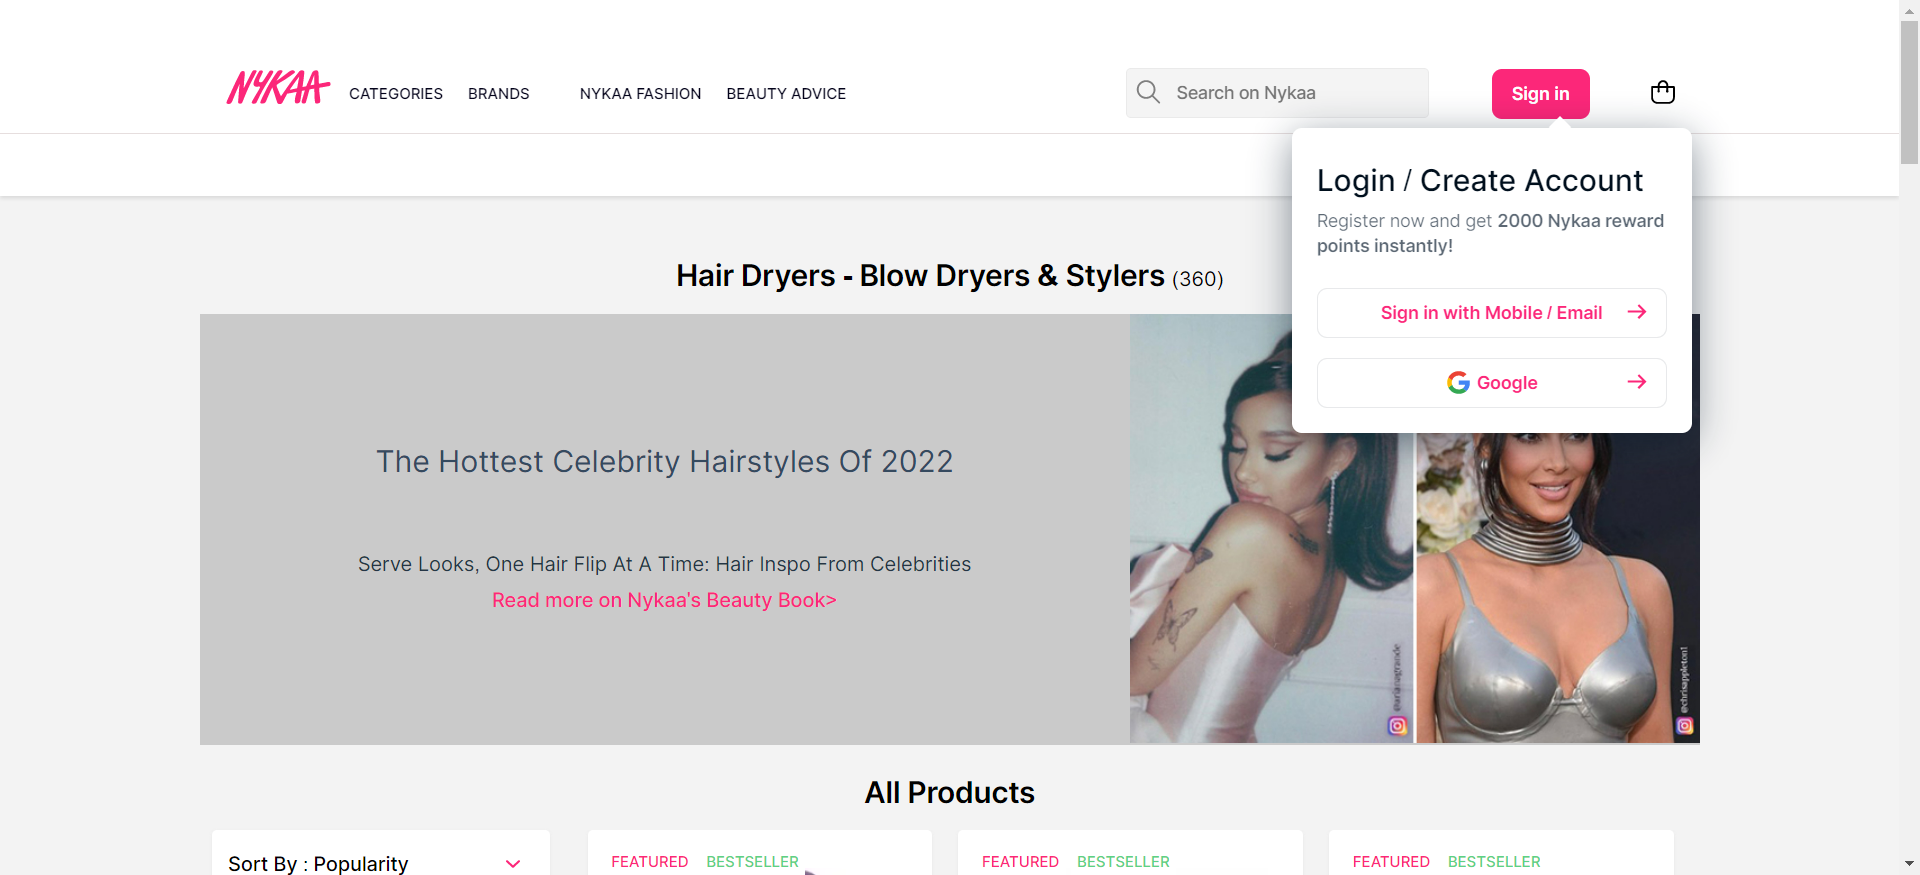 NYKAA
CATEGORIES
BRANDS
NYKAA FASHION
BEAUTY ADVICE
Search on Nykaa
Sign in
Login / Create Account
Register now and get 2000 Nykaa reward
points instantly!
Sign in with Mobile / Email
Google
Hair Dryers - Blow Dryers & Stylers (360)
The Hottest Celebrity Hairstyles Of 2022
Serve Looks, One Hair Flip At A Time: Hair Inspo From Celebrities
Read more on Nykaa's Beauty Book>
@arianagrande
@chrisappleton1
All Products
Sort By : Popularity
FEATURED BESTSELLER
FEATURED BESTSELLER
FEATURED BESTSELLER